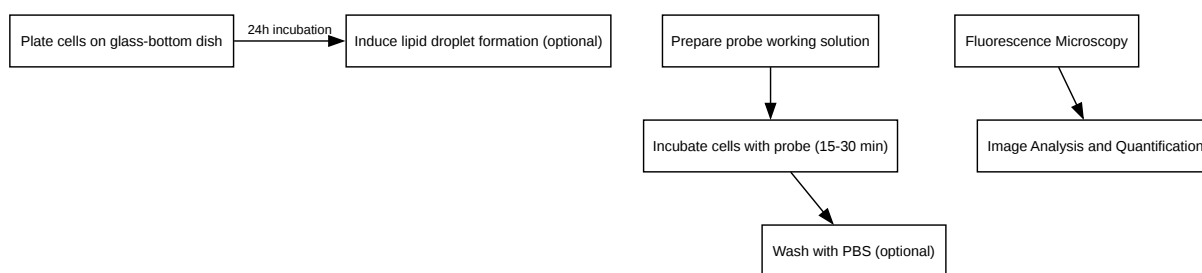 Plate cells on glass-bottom dish
24h incubation
Induce lipid droplet formation (optional)
Prepare probe working solution
Fluorescence Microscopy
Incubate cells with probe (15-30 min)
Image Analysis and Quantification
Wash with PBS (optional)